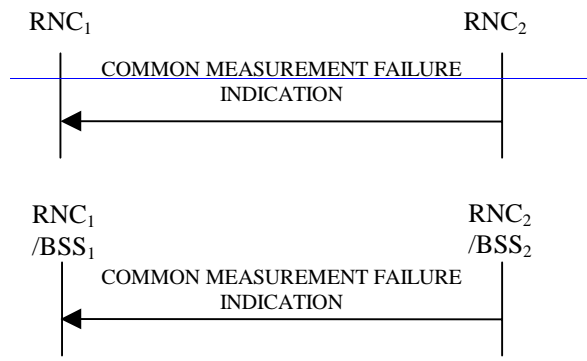 RNC₁ RNC₂
COMMON MEASUREMENT FAILURE
INDICATION
RNC₁ RNC₂
/BSS₁ /BSS₂
COMMON MEASUREMENT FAILURE
INDICATION